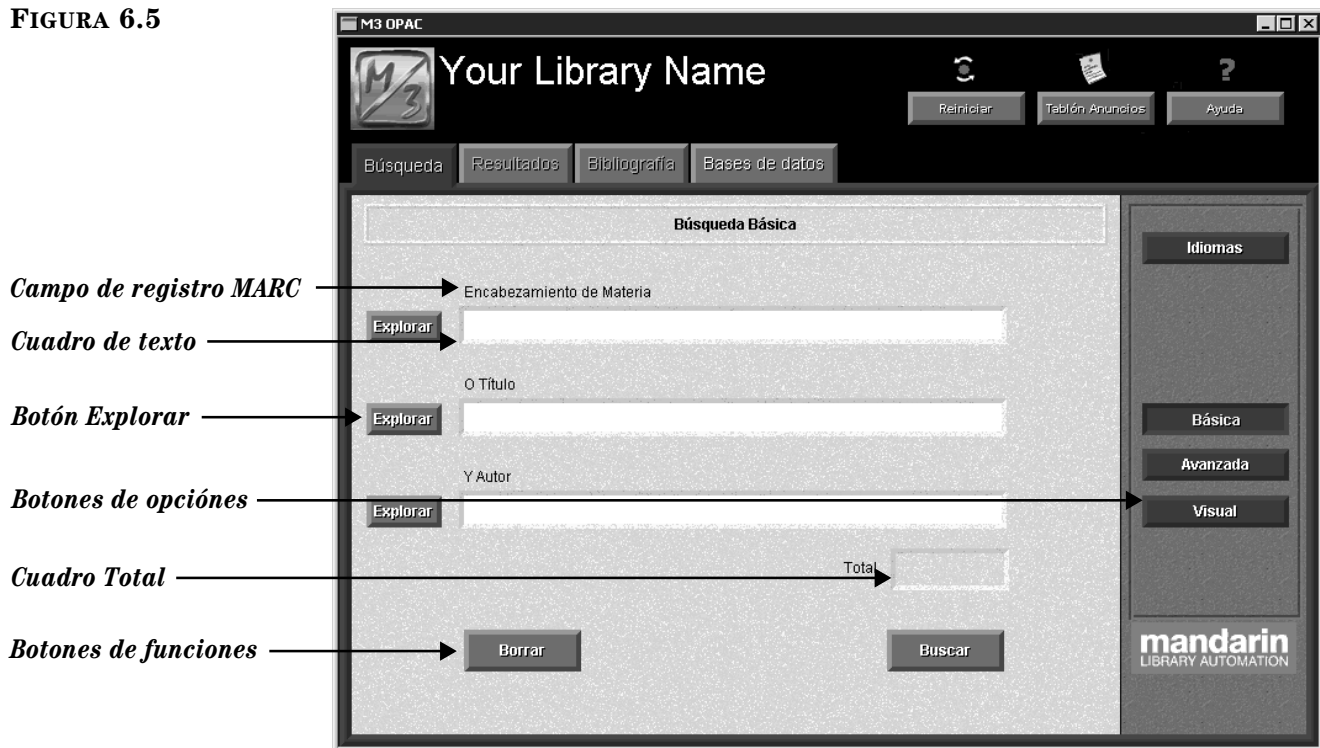 FIGURA 6.5
M3 OPAC
M/3
Your Library Name
Reiniciar
Tablón Anuncios
?
Ayuda
Búsqueda
Resultados
Bibliografía
Bases de datos
Búsqueda Básica
Idiomas
Campo de registro MARC
Encabezamiento de Materia
Explorar
Cuadro de texto
O Título
Botón Explorar
Explorar
Básica
Avanzada
Y Autor
Botones de opciónes
Explorar
Visual
Cuadro Total
Total
Botones de funciones
Borrar
Buscar
mandarin
LIBRARY AUTOMATION